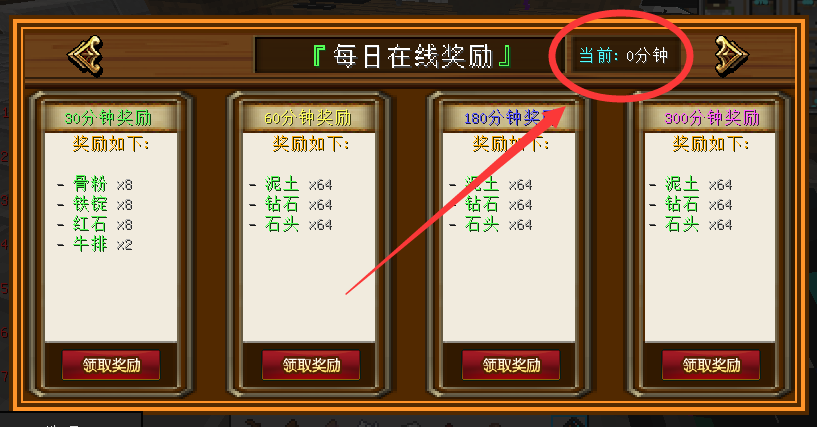 『每日在线奖励』
当前: 0分钟
30分钟奖励
奖励如下:
- 骨粉 x8
- 铁锭 x8
- 红石 x8
- 牛排 x2
领取奖励
60分钟奖励
奖励如下:
- 泥土 x64
- 钻石 x64
- 石头 x64
领取奖励
180分钟奖励
奖励如下:
- 泥土 x64
- 钻石 x64
- 石头 x64
领取奖励
300分钟奖励
奖励如下:
- 泥土 x64
- 钻石 x64
- 石头 x64
领取奖励